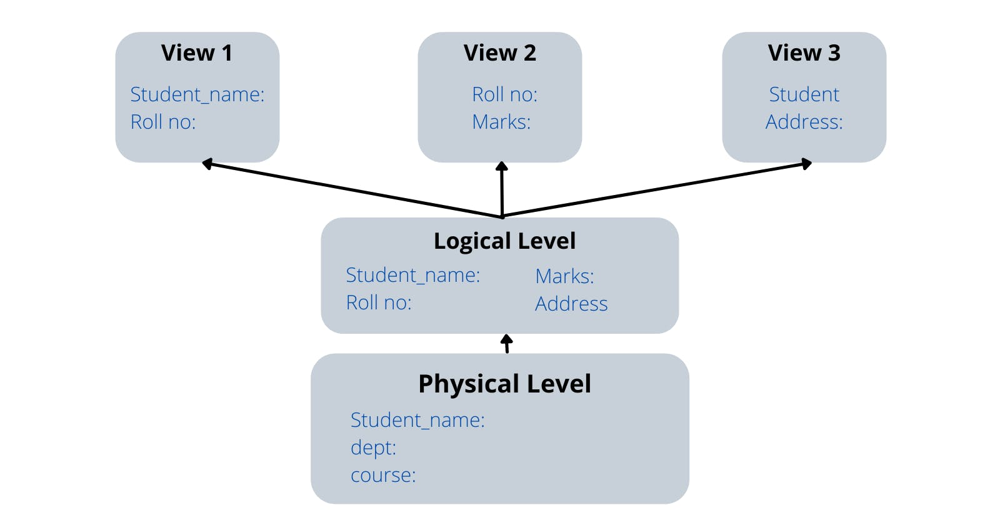 View 1
Student_name:
Roll no:
View 2
Roll no:
Marks:
View 3
Student
Address:
Logical Level
Student_name:
Roll no:
Marks:
Address
Physical Level
Student_name:
dept:
course: